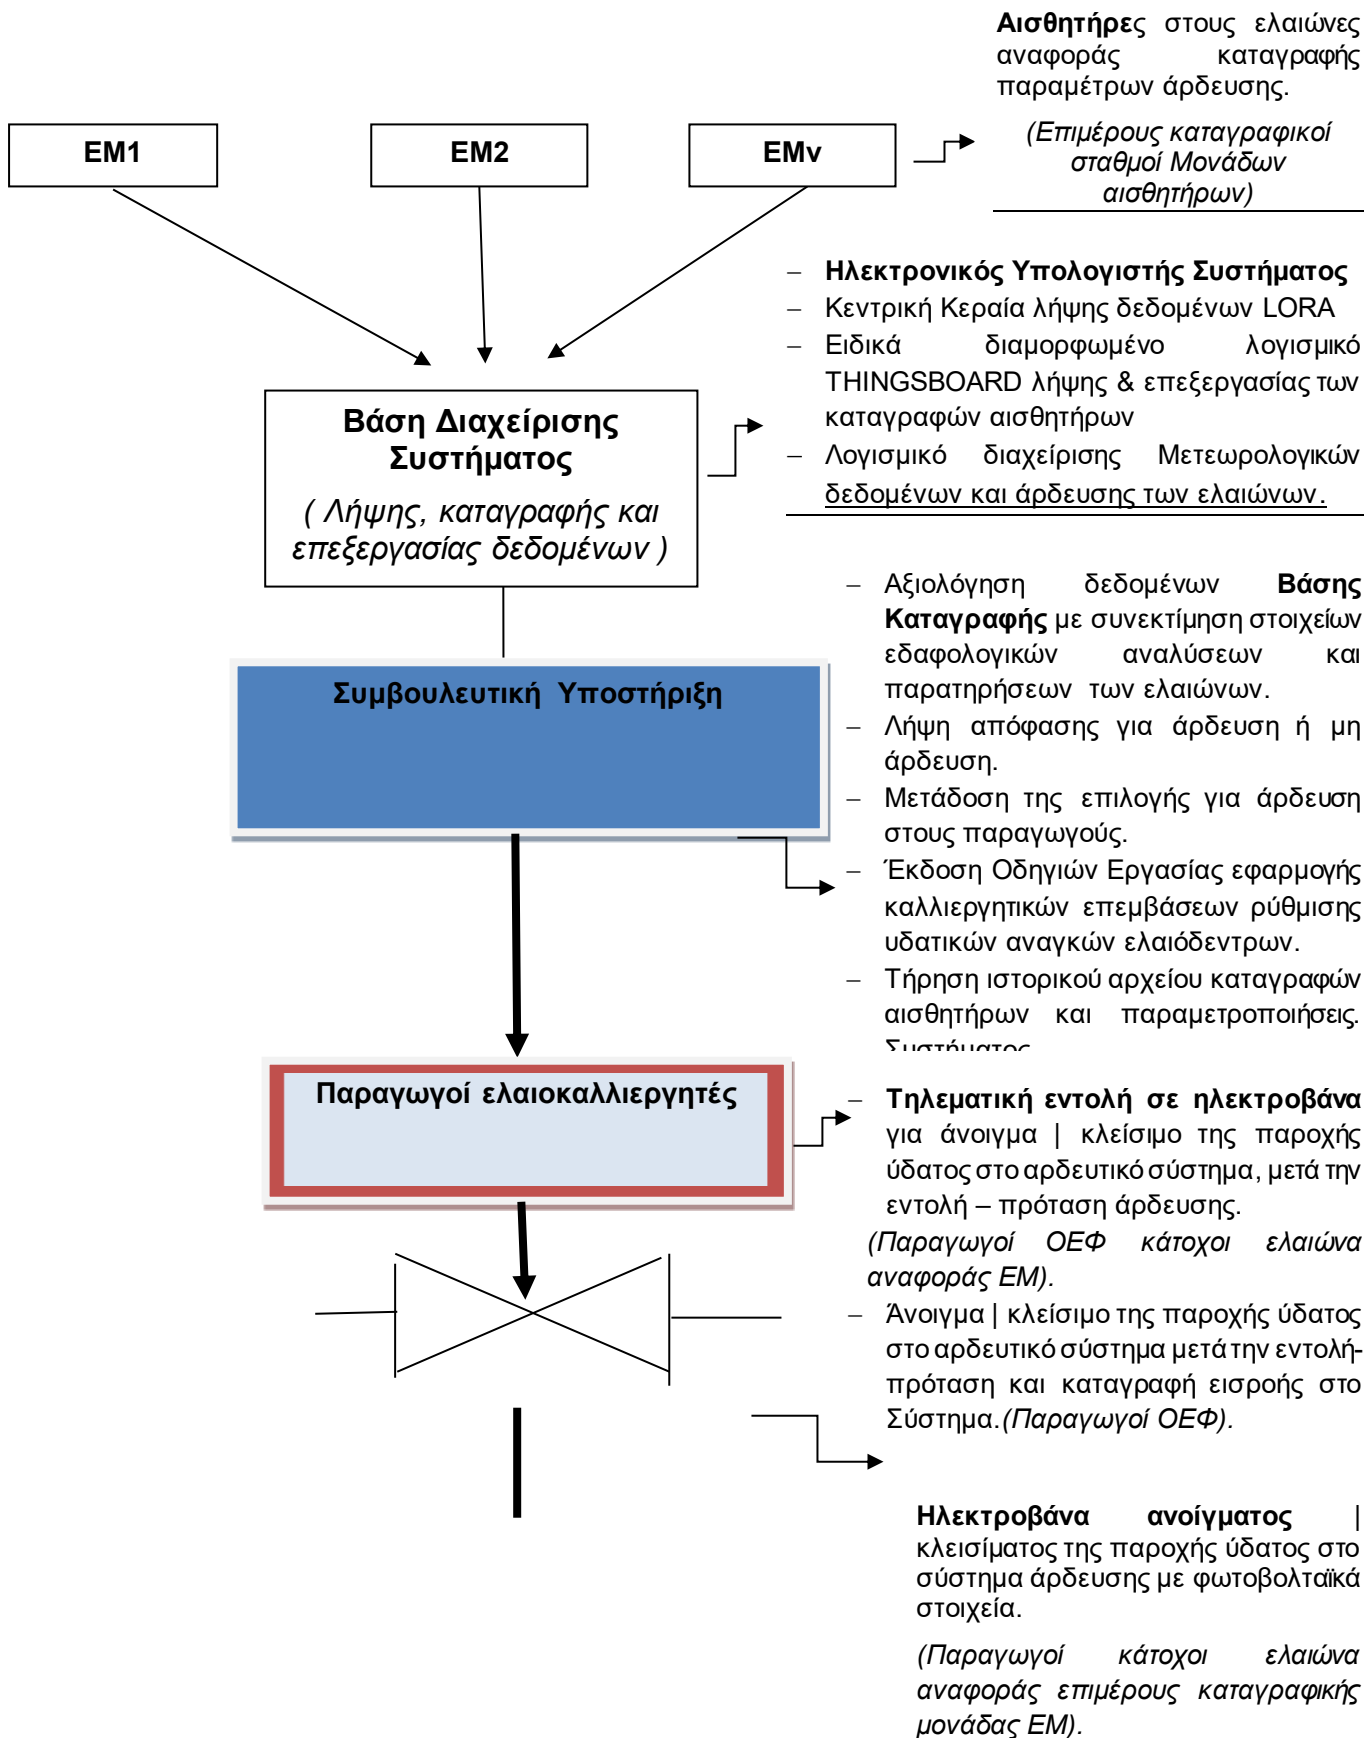 Αισθητήρες στους ελαιώνες
αναφοράς καταγραφής
παραμέτρων άρδευσης.
(Επιμέρους καταγραφικοί
σταθμοί Μονάδων
αισθητήρων)
ΕΜ1
ΕΜ2
ΕΜν
– Ηλεκτρονικός Υπολογιστής Συστήματος
– Κεντρική Κεραία λήψης δεδομένων LORA
– Ειδικά διαμορφωμένο λογισμικό
THINGSBOARD λήψης & επεξεργασίας των
καταγραφών αισθητήρων
– Λογισμικό διαχείρισης Μετεωρολογικών
δεδομένων και άρδευσης των ελαιώνων.
Βάση Διαχείρισης
Συστήματος
( Λήψης, καταγραφής και
επεξεργασίας δεδομένων )
– Αξιολόγηση δεδομένων Βάσης
Καταγραφής με συνεκτίμηση στοιχείων
εδαφολογικών αναλύσεων και
παρατηρήσεων των ελαιώνων.
– Λήψη απόφασης για άρδευση ή μη
άρδευση.
– Μετάδοση της επιλογής για άρδευση
στους παραγωγούς.
– Έκδοση Οδηγιών Εργασίας εφαρμογής
καλλιεργητικών επεμβάσεων ρύθμισης
υδατικών αναγκών ελαιόδεντρων.
– Τήρηση ιστορικού αρχείου καταγραφών
αισθητήρων και παραμετροποιήσεις.
Συστήματος
Συμβουλευτική Υποστήριξη
Παραγωγοί ελαιοκαλλιεργητές
– Τηλεματική εντολή σε ηλεκτροβάνα
για άνοιγμα | κλείσιμο της παροχής
ύδατος στο αρδευτικό σύστημα, μετά την
εντολή – πρόταση άρδευσης.
(Παραγωγοί ΟΕΦ κάτοχοι ελαιώνα
αναφοράς ΕΜ).
– Άνοιγμα | κλείσιμο της παροχής ύδατος
στο αρδευτικό σύστημα μετά την εντολή-
πρόταση και καταγραφή εισροής στο
Σύστημα.(Παραγωγοί ΟΕΦ).
Ηλεκτροβάνα ανοίγματος |
κλεισίματος της παροχής ύδατος στο
σύστημα άρδευσης με φωτοβολταϊκά
στοιχεία.
(Παραγωγοί κάτοχοι ελαιώνα
αναφοράς επιμέρους καταγραφικής
μονάδας ΕΜ).